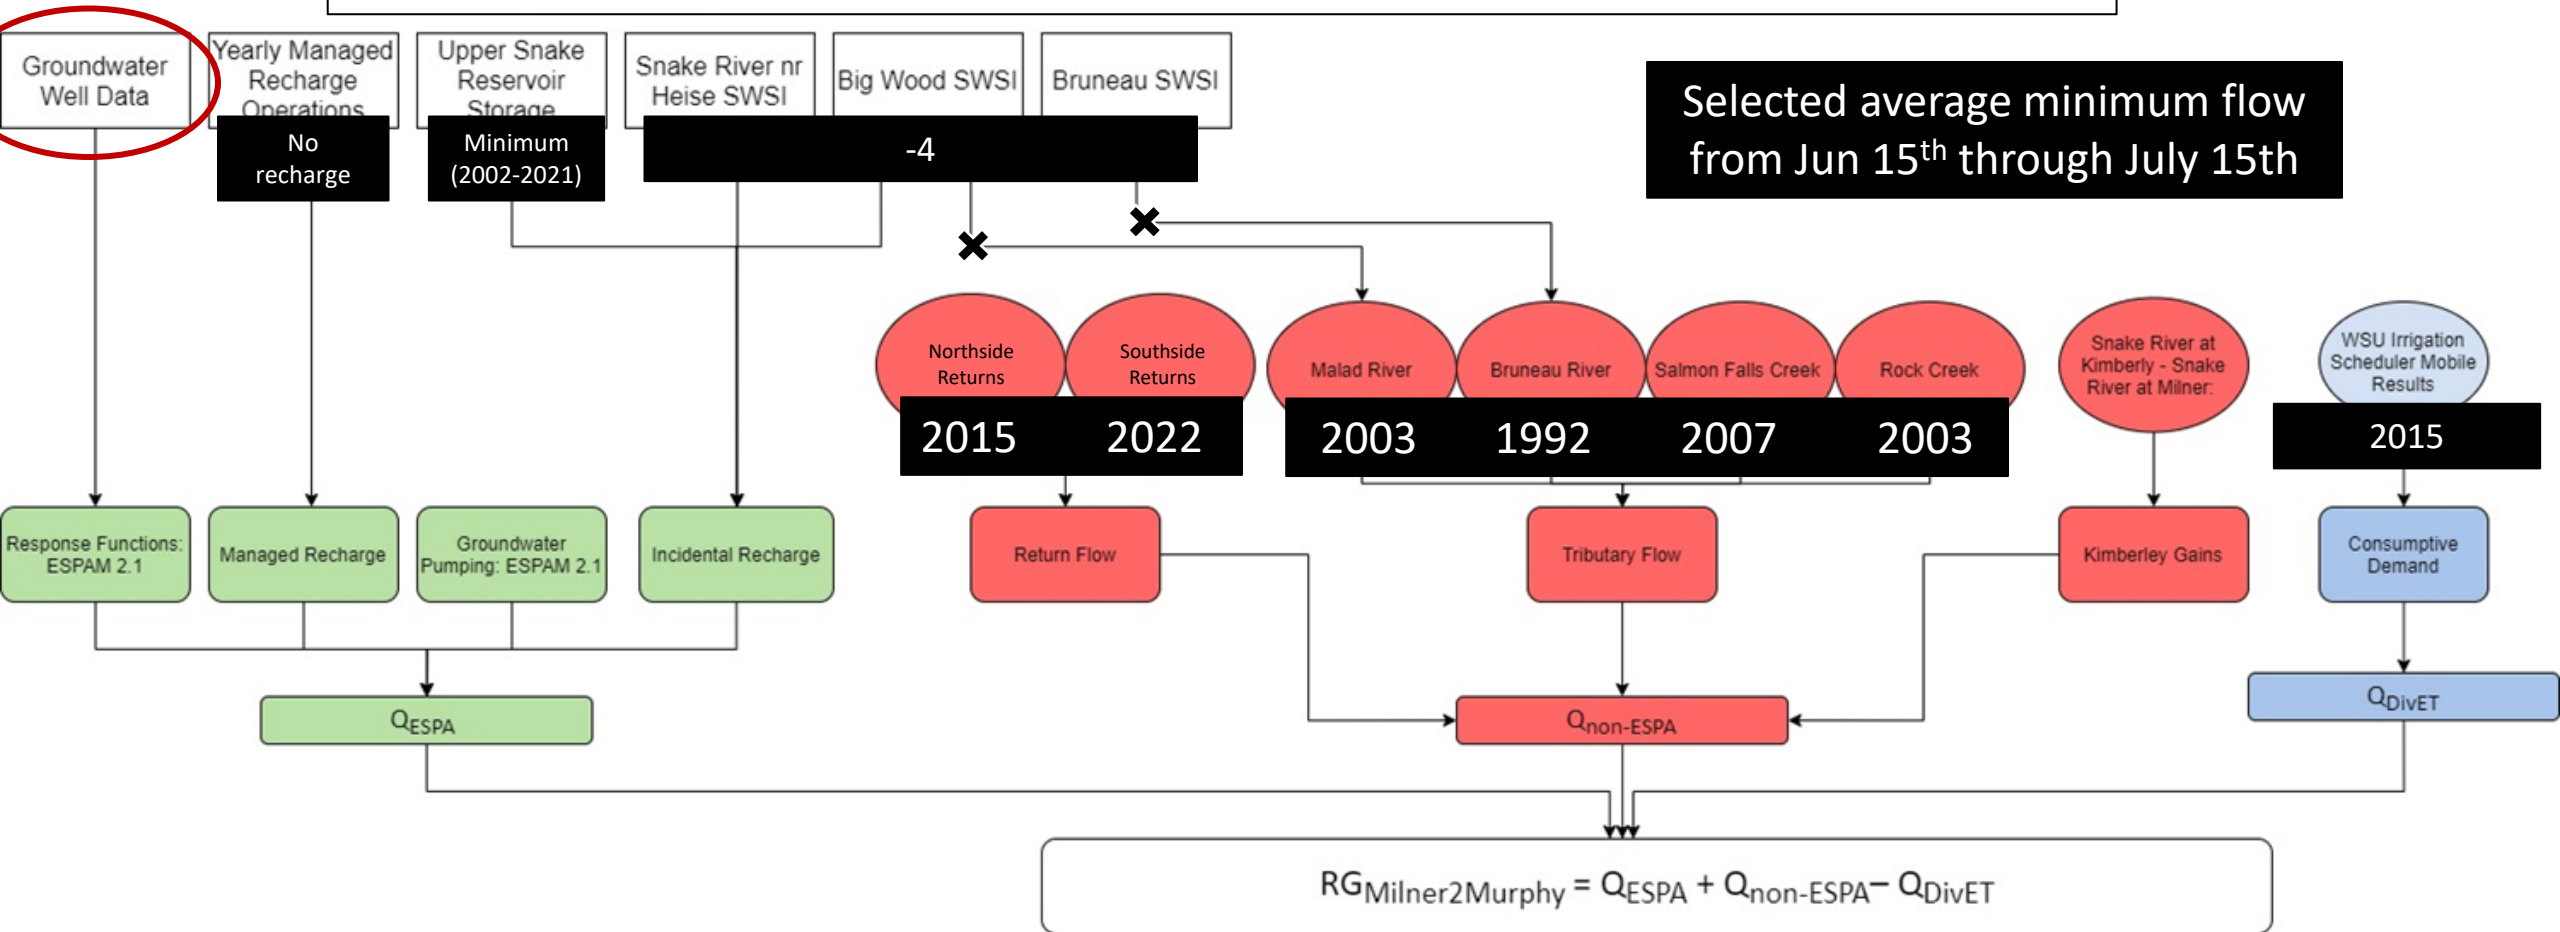 Groundwater
Well Data
Yearly Managed
Recharge
Operations
Upper Snake
Reservoir
Storage
Snake River nr
Heise SWSI
Big Wood SWSI
Bruneau SWSI
No
recharge
Minimum
(2002-2021)
-4
Selected average minimum flow
from Jun 15th through July 15th
Northside
Returns
Southside
Returns
Malad River
Bruneau River
Salmon Falls Creek
Rock Creek
Snake River at
Kimberly - Snake
River at Milner:
WSU Irrigation
Scheduler Mobile
Results
2015
2022
2003
1992
2007
2003
2015
Response Functions:
ESPAM 2.1
Managed Recharge
Groundwater
Pumping: ESPAM 2.1
Incidental Recharge
Return Flow
Tributary Flow
Kimberley Gains
Consumptive
Demand
QESPA
Qnon-ESPA
QDivET
RGMilner2Murphy = QESPA + Qnon-ESPA– QDivET